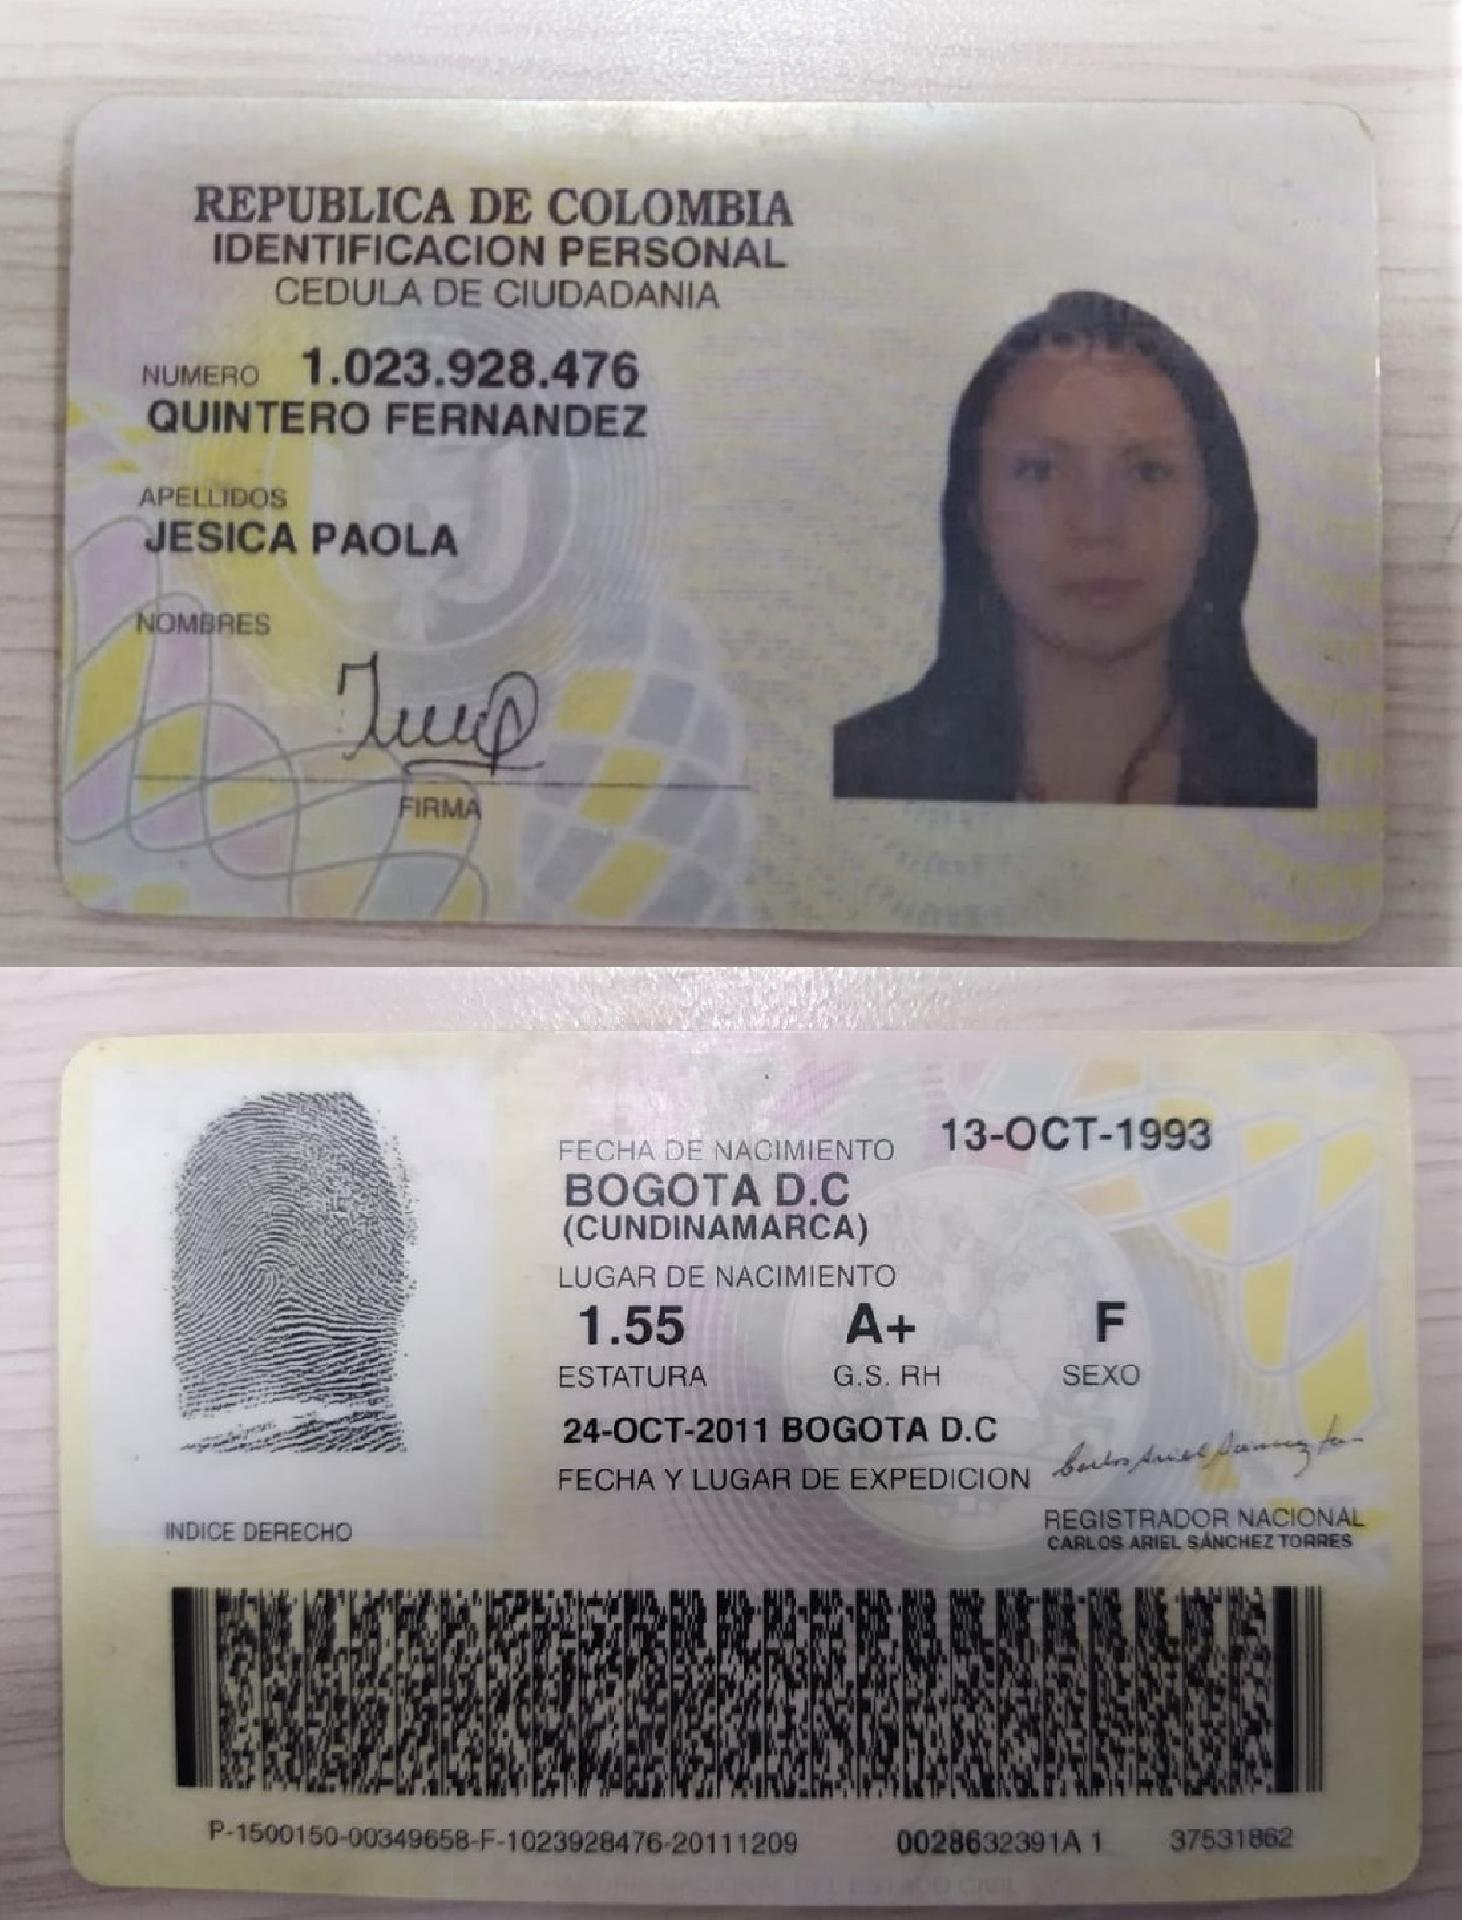 REPUBLICA DE COLOMBIA
IDENTIFICACION PERSONAL
CEDULA DE CIUDADANIA
NUMERO 1.023.928.476
QUINTERO FERNANDEZ
APELLIDOS
JESICA PAOLA
NOMBRES
FIRMA
FECHA DE NACIMIENTO 13-OCT-1993
BOGOTA D.C
(CUNDINAMARCA)
LUGAR DE NACIMIENTO
1.55 A+ F
ESTATURA G.S. RH SEXO
24-OCT-2011 BOGOTA D.C
FECHA Y LUGAR DE EXPEDICION
REGISTRADOR NACIONAL
CARLOS ARIEL SÁNCHEZ TORRES
INDICE DERECHO
P-1500150-00349658-F-1023928476-20111209 0028632391A 1 37531862